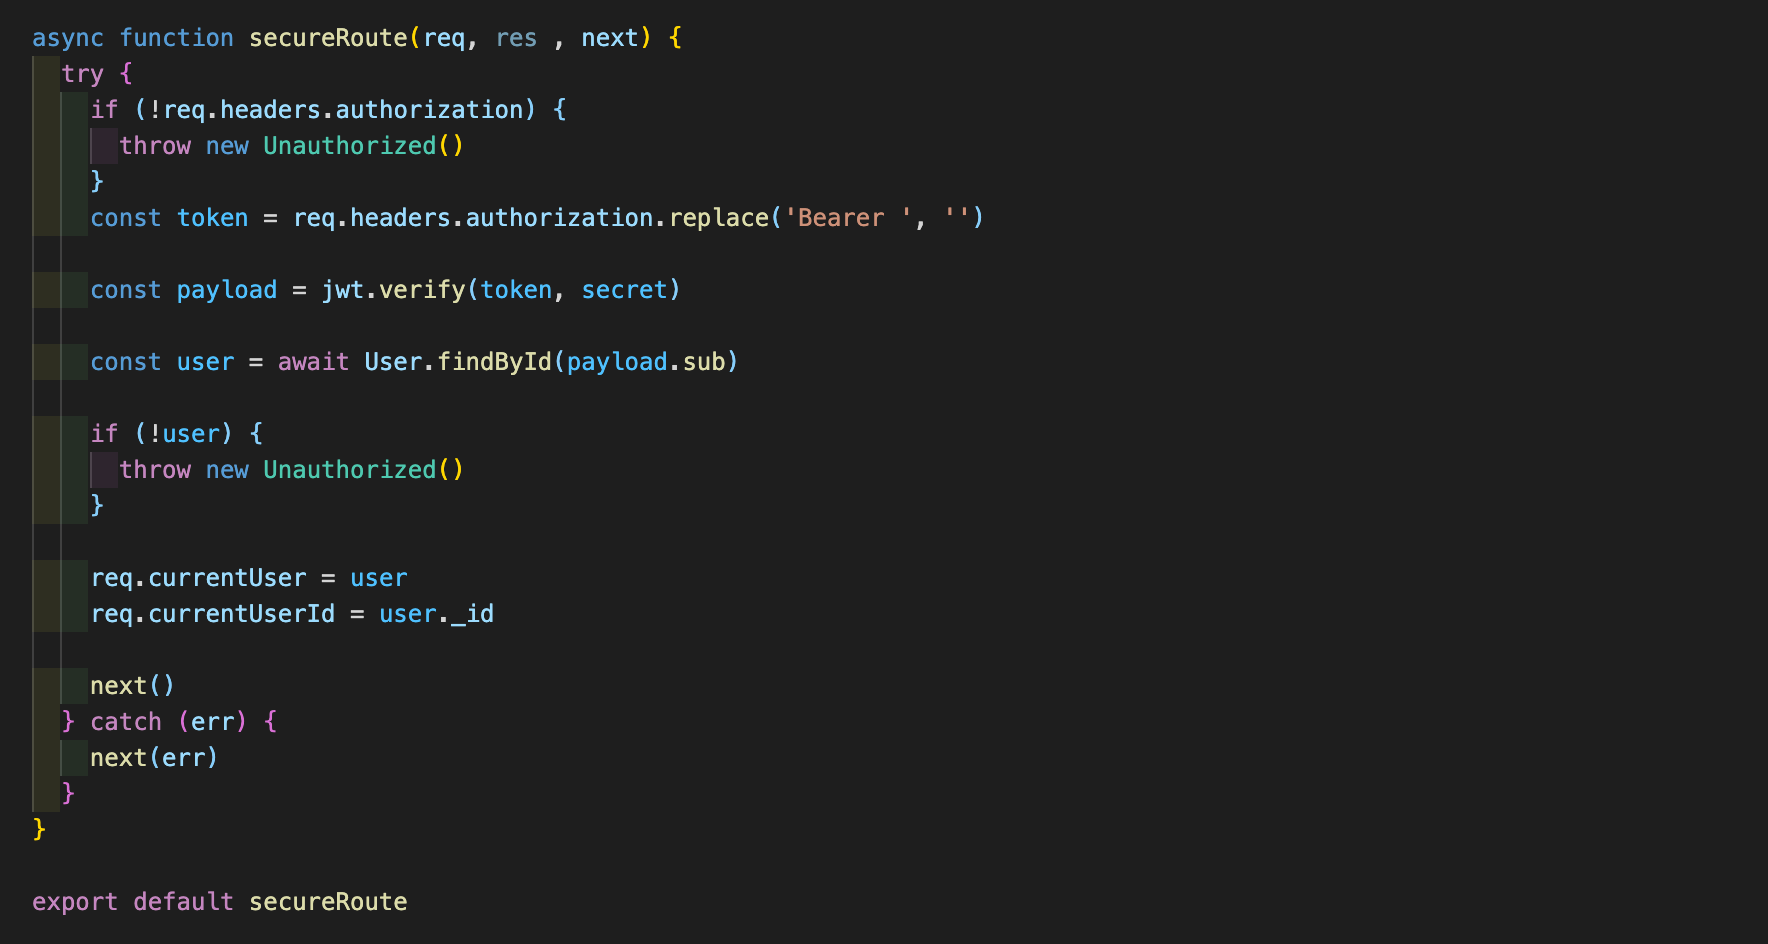 async function secureRoute(req, res , next) {
  try {
    if (!req.headers.authorization) {
      throw new Unauthorized()
    }
    const token = req.headers.authorization.replace('Bearer ', '')

    const payload = jwt.verify(token, secret)

    const user = await User.findById(payload.sub)

    if (!user) {
      throw new Unauthorized()
    }

    req.currentUser = user
    req.currentUserId = user._id

    next()
  } catch (err) {
    next(err)
  }
}

export default secureRoute